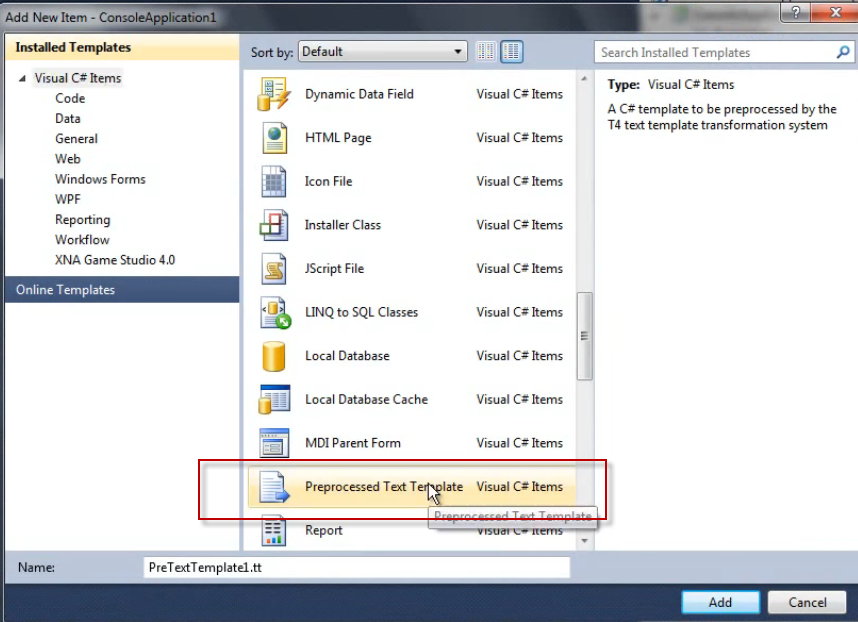 Add New Item - ConsoleApplication1
Installed Templates
Visual C# Items
Code
Data
General
Web
Windows Forms
WPF
Reporting
Workflow
XNA Game Studio 4.0
Online Templates
Sort by: Default
Dynamic Data Field Visual C# Items
HTML Page Visual C# Items
Icon File Visual C# Items
Installer Class Visual C# Items
JScript File Visual C# Items
LINQ to SQL Classes Visual C# Items
Local Database Visual C# Items
Local Database Cache Visual C# Items
MDI Parent Form Visual C# Items
Preprocessed Text Template Visual C# Items
Preprocessed Text Template
Report Visual C# Items
Search Installed Templates
Type: Visual C# Items
A C# template to be preprocessed by the
T4 text template transformation system
Name: PreTextTemplate1.tt
Add Cancel